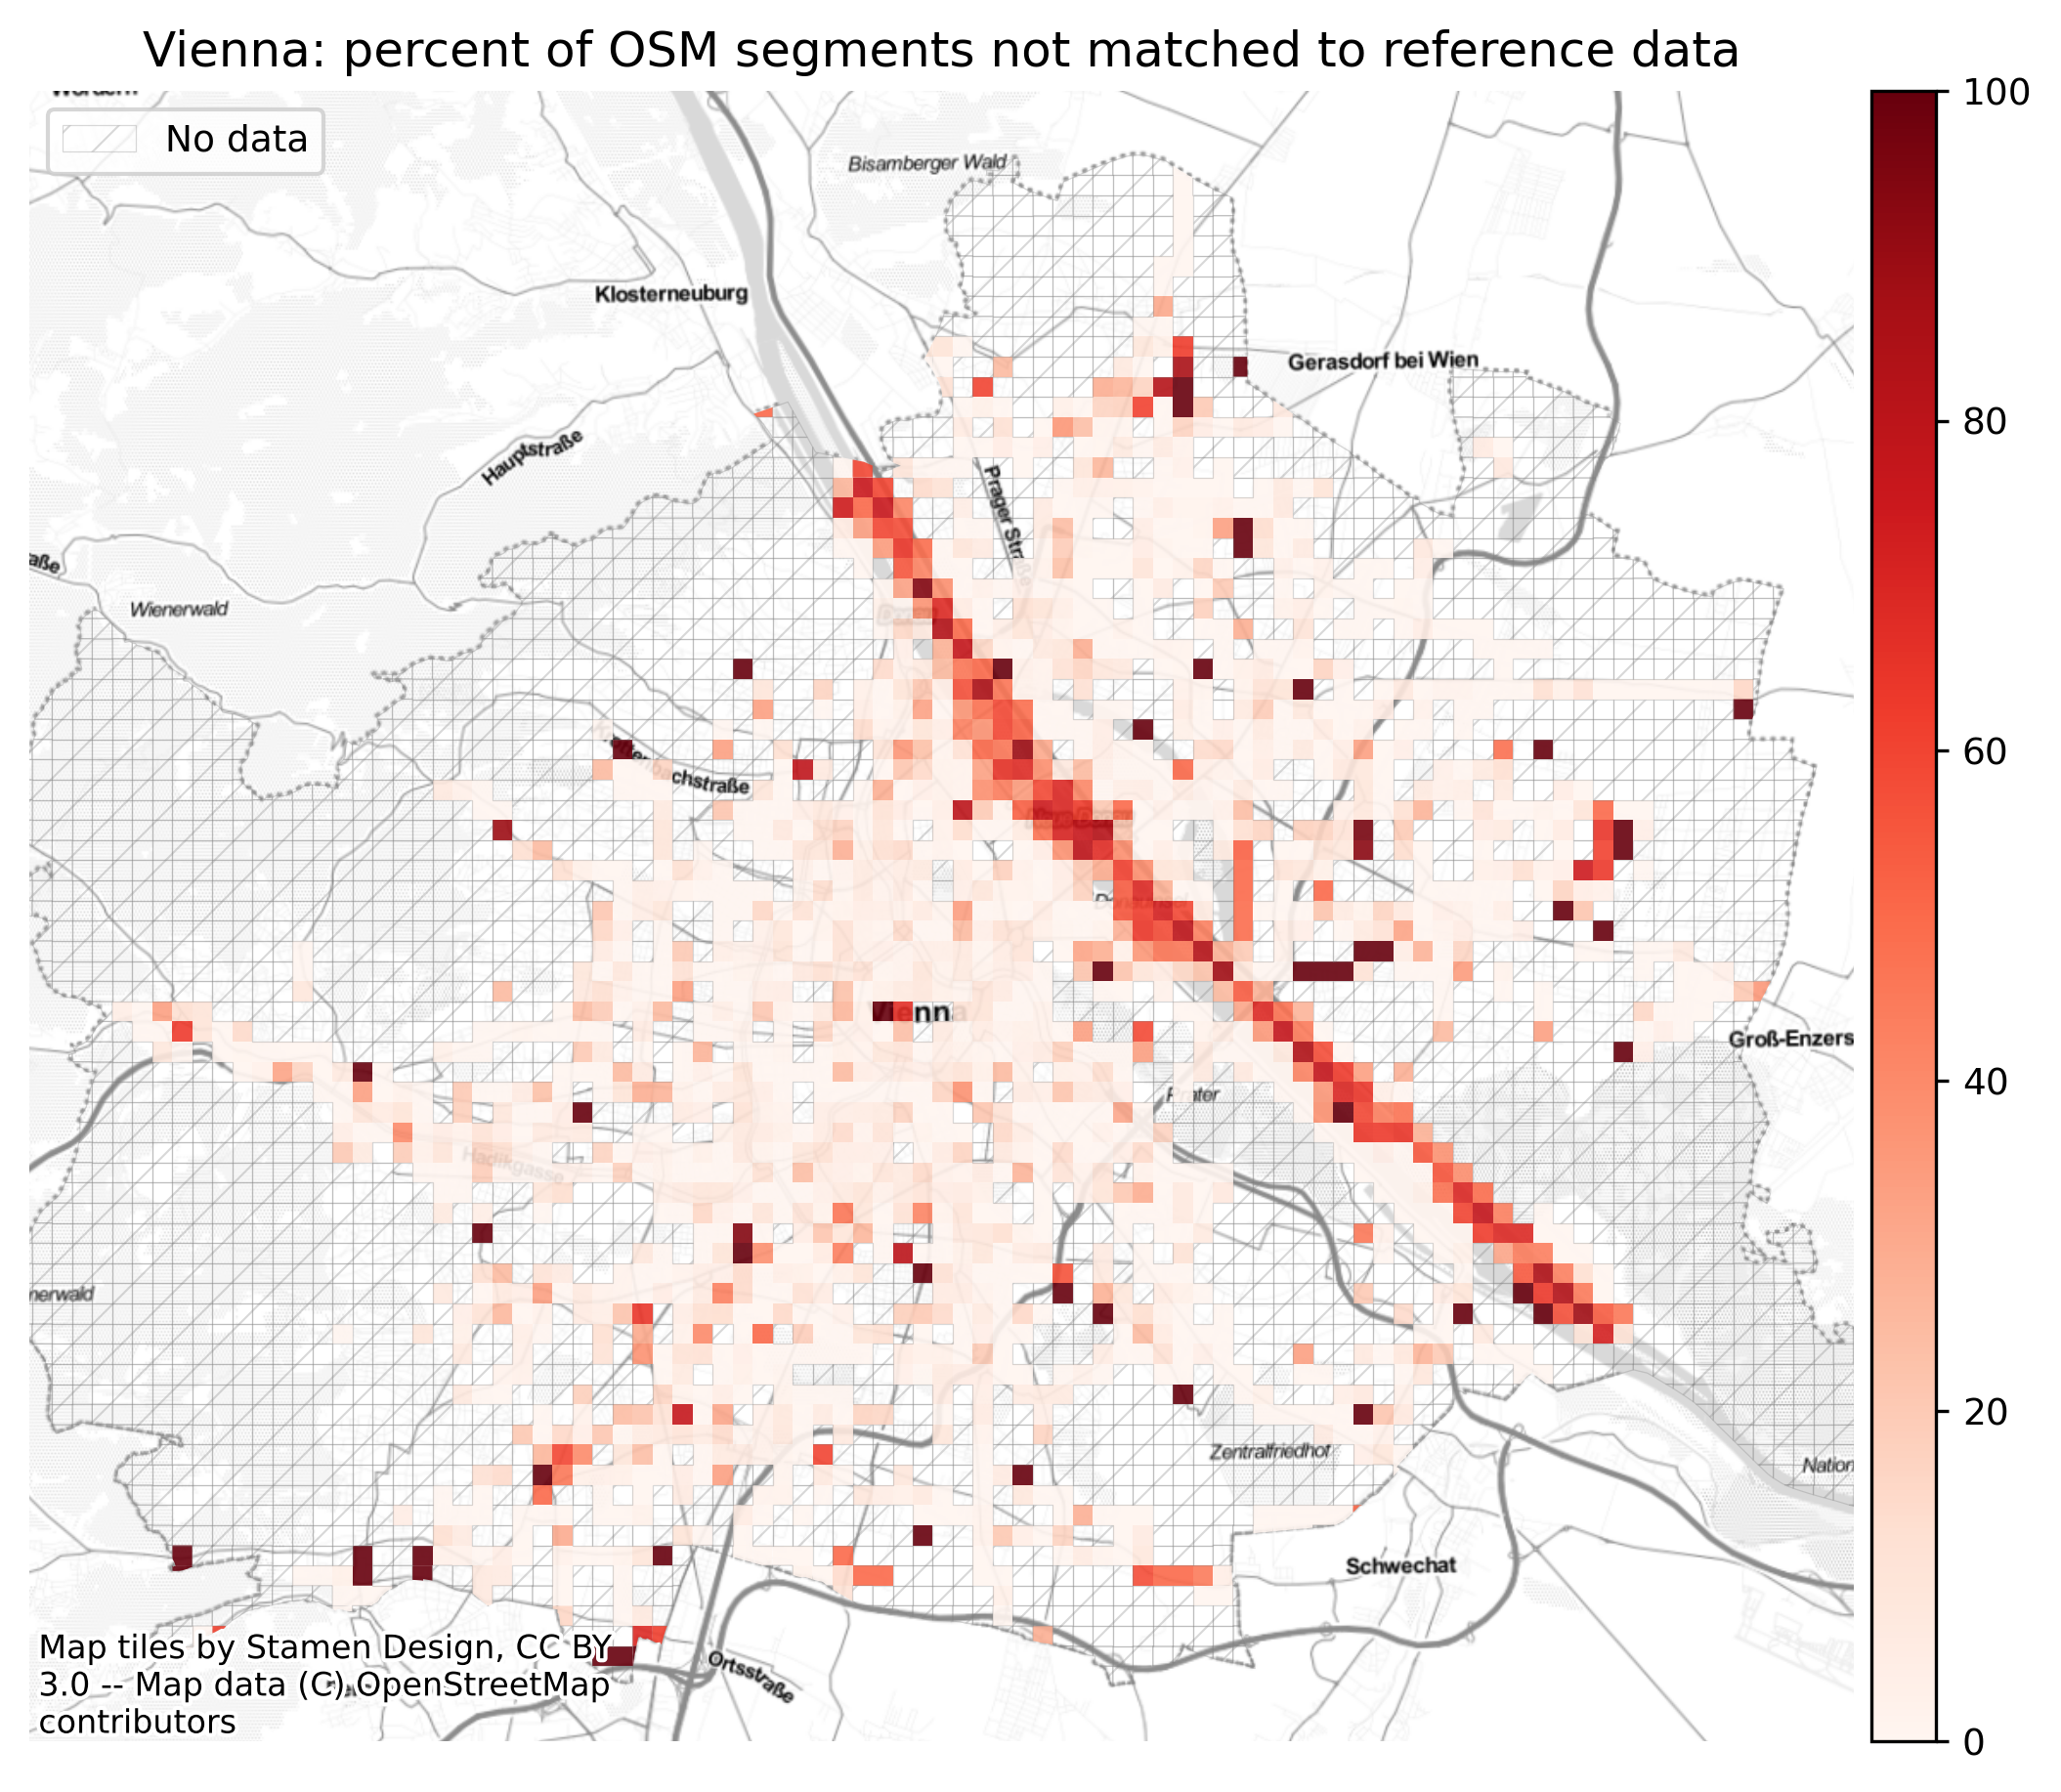 Vienna: percent of OSM segments not matched to reference data
No data
Bisamberger Wald
Klosterneuburg
Gerasdorf bei Wien
Hauptstraße
Prager Straße
aße
Wienerwald
chstraße
Vienna
Groß-Enzers
Prater
Hadikgasse
nerwald
Zentralfriedhof
Nation
Schwechat
Ortsstraße
Map tiles by Stamen Design, CC BY
3.0 -- Map data (C) OpenStreetMap
contributors
100
80
60
40
20
0